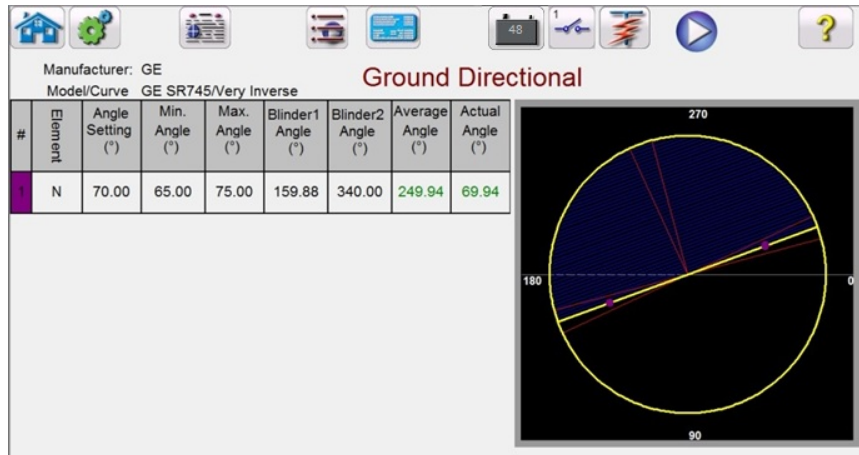 1
48
Manufacturer: GE
Model/Curve GE SR745/Very Inverse
Ground Directional
# Element Angle Setting (°) Min. Angle (°) Max. Angle (°) Blinder1 Angle (°) Blinder2 Angle (°) Average Angle (°) Actual Angle (°)
1 N 70.00 65.00 75.00 159.88 340.00 249.94 69.94
270
180
0
90